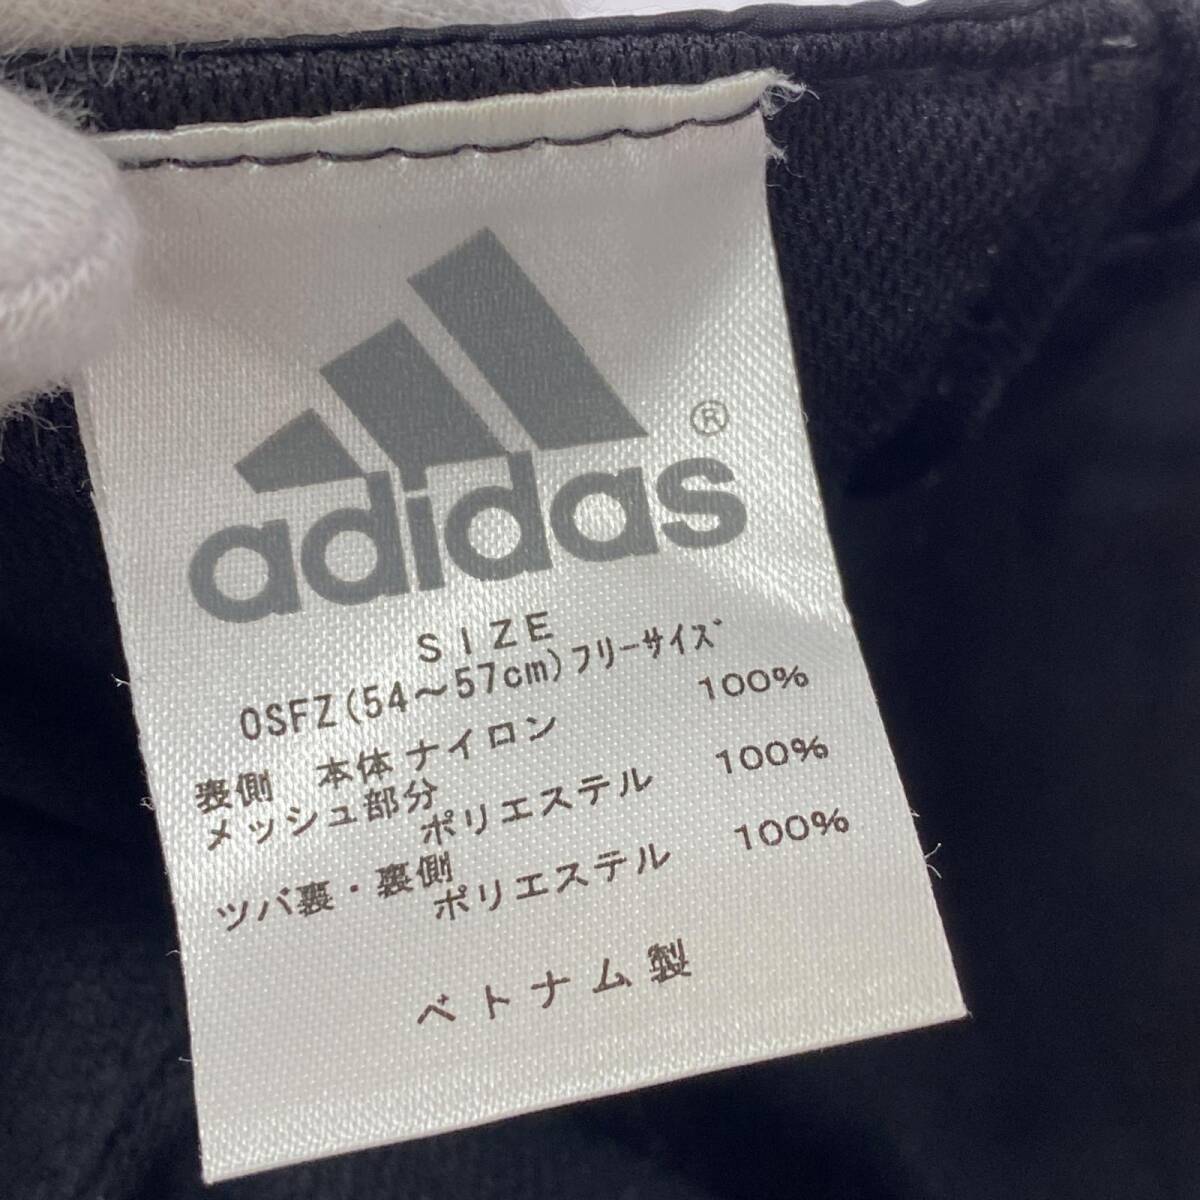 adidas®
SIZE
OSFZ(54～57cm)フリーサイズ
表側 本体 ナイロン 100%
メッシュ部分
ポリエステル 100%
ツバ裏・裏側
ポリエステル 100%
ベトナム製